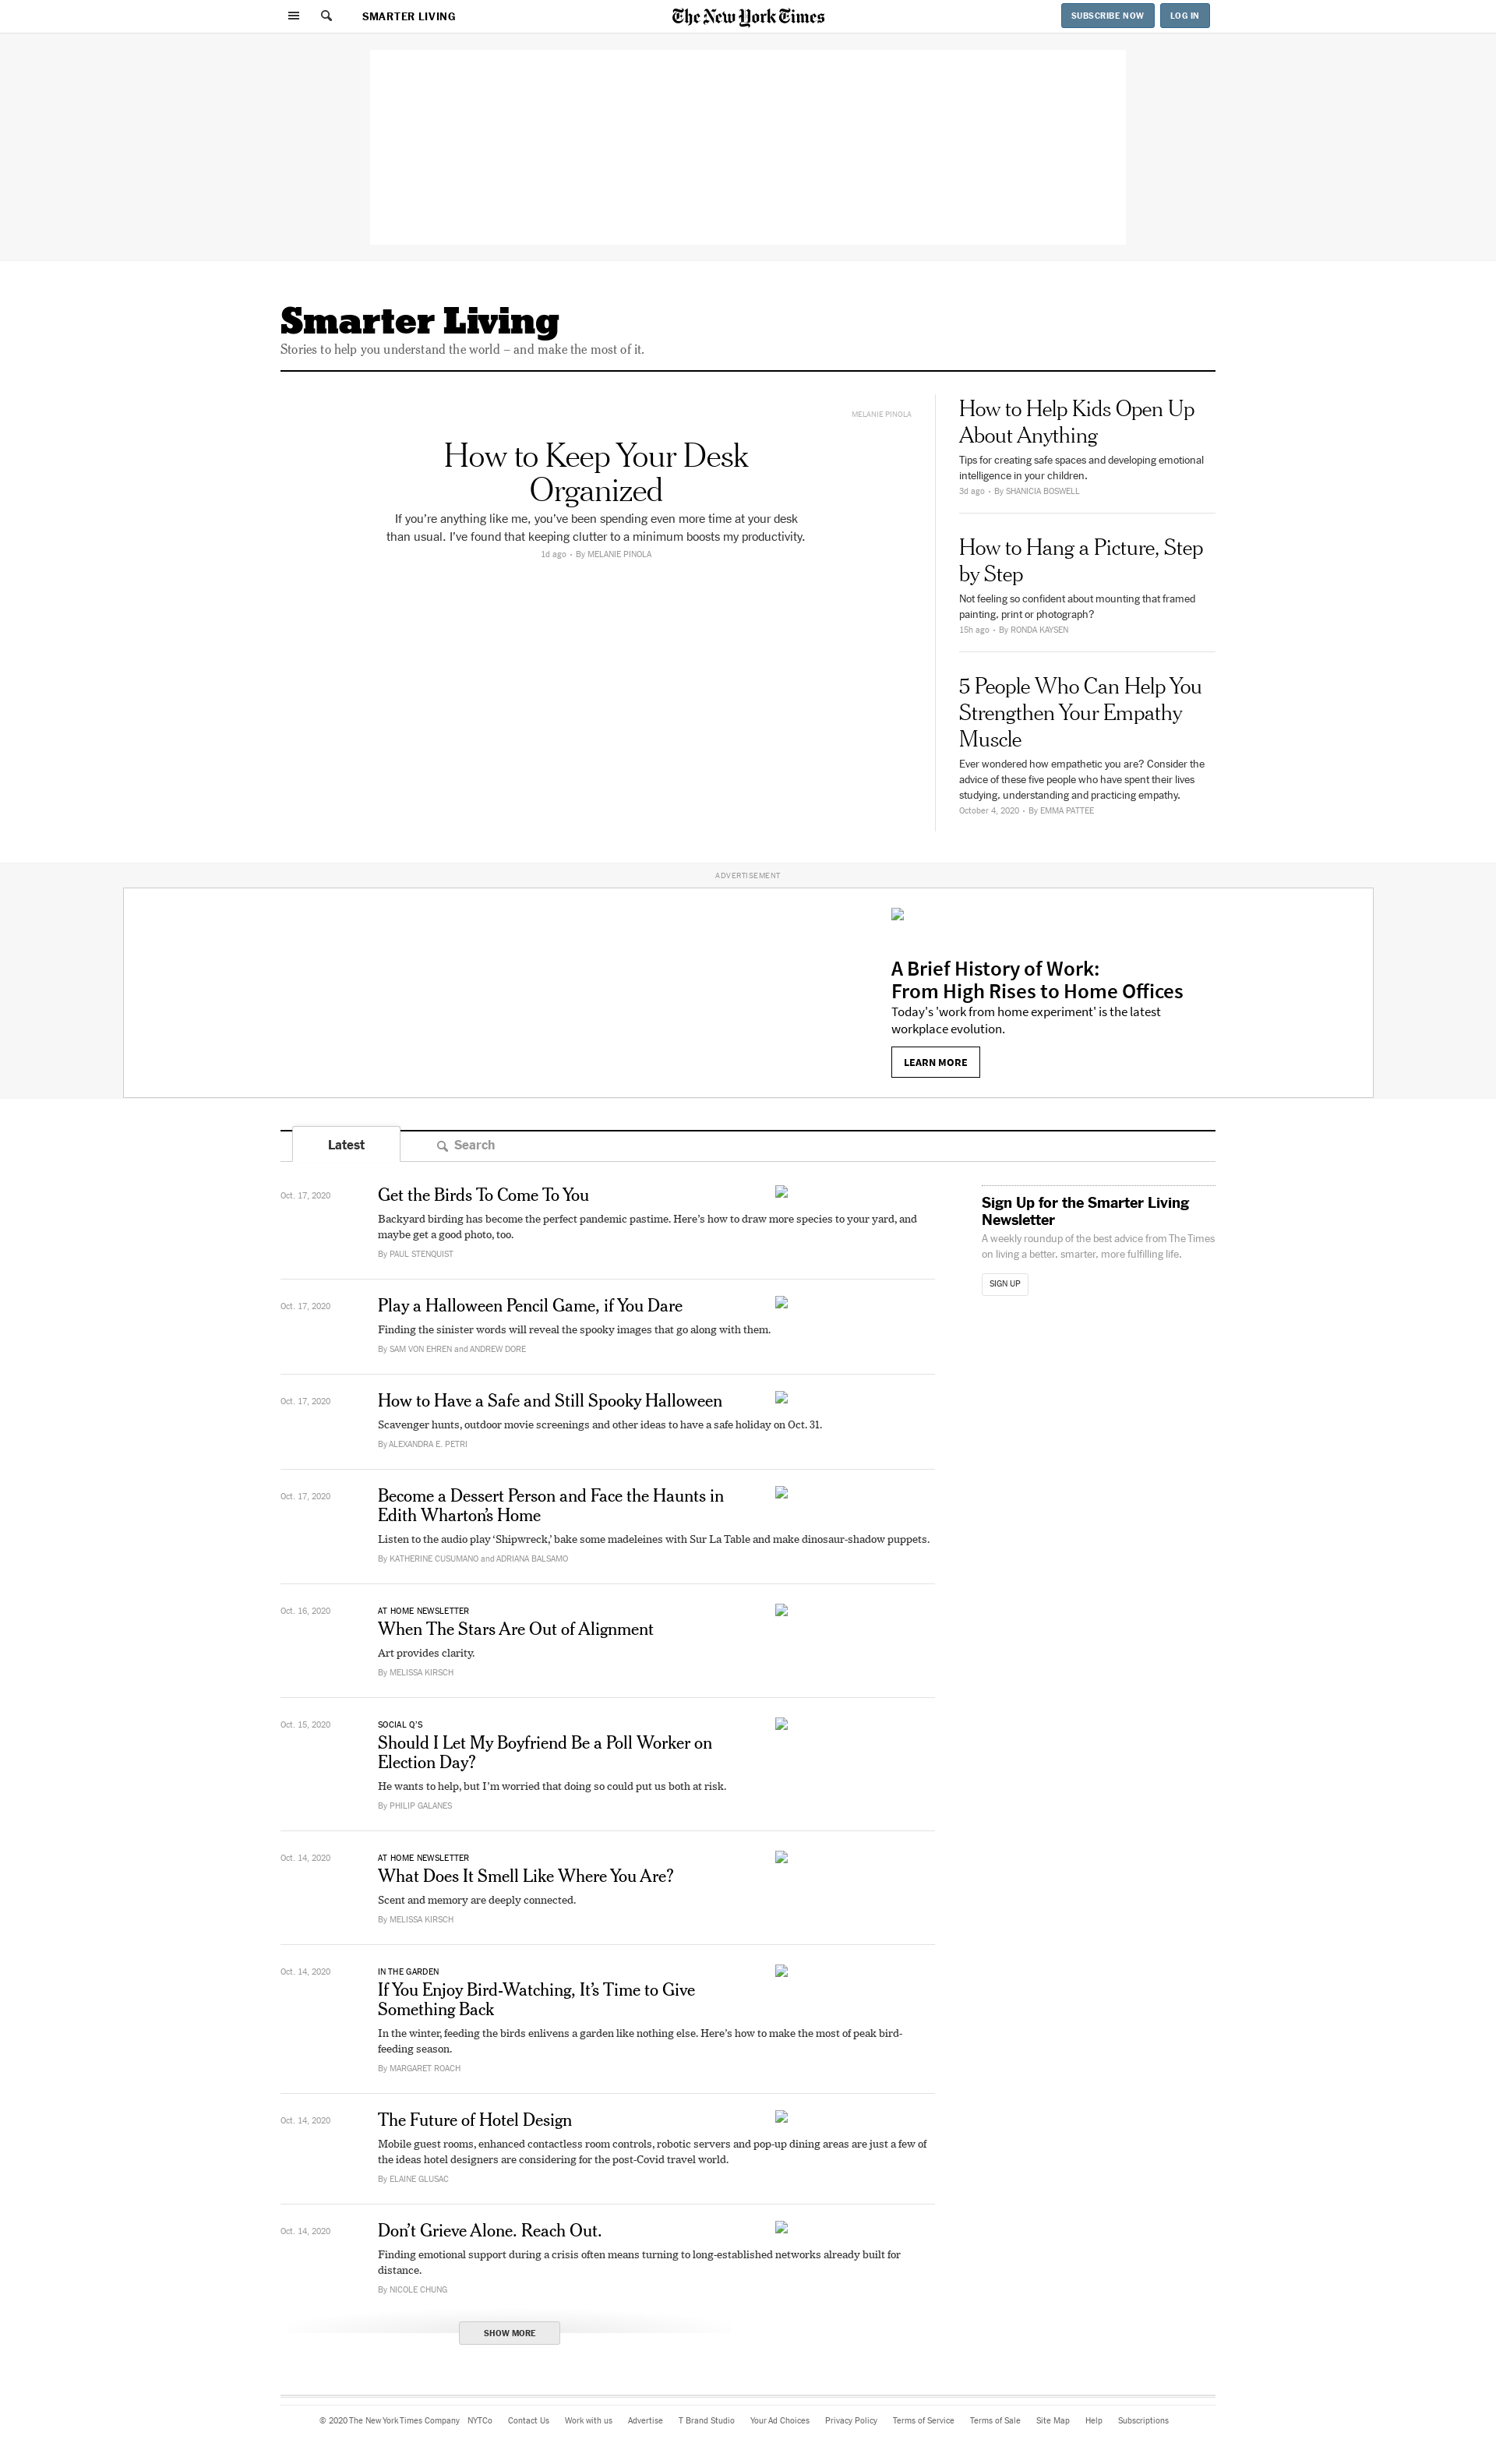 SMARTER LIVING
The New York Times
SUBSCRIBE NOW
LOG IN
Smarter Living
Stories to help you understand the world – and make the most of it.
MELANIE PINOLA
How to Keep Your Desk
Organized
If you’re anything like me, you’ve been spending even more time at your desk
than usual. I’ve found that keeping clutter to a minimum boosts my productivity.
1d ago • By MELANIE PINOLA
How to Help Kids Open Up
About Anything
Tips for creating safe spaces and developing emotional
intelligence in your children.
3d ago • By SHANICIA BOSWELL
How to Hang a Picture, Step
by Step
Not feeling so confident about mounting that framed
painting, print or photograph?
15h ago • By RONDA KAYSEN
5 People Who Can Help You
Strengthen Your Empathy
Muscle
Ever wondered how empathetic you are? Consider the
advice of these five people who have spent their lives
studying, understanding and practicing empathy.
October 4, 2020 • By EMMA PATTEE
ADVERTISEMENT
A Brief History of Work:
From High Rises to Home Offices
Today's 'work from home experiment' is the latest
workplace evolution.
LEARN MORE
Latest
Search
Oct. 17, 2020
Get the Birds To Come To You
Backyard birding has become the perfect pandemic pastime. Here’s how to draw more species to your yard, and
maybe get a good photo, too.
By PAUL STENQUIST
Oct. 17, 2020
Play a Halloween Pencil Game, if You Dare
Finding the sinister words will reveal the spooky images that go along with them.
By SAM VON EHREN and ANDREW DORE
Oct. 17, 2020
How to Have a Safe and Still Spooky Halloween
Scavenger hunts, outdoor movie screenings and other ideas to have a safe holiday on Oct. 31.
By ALEXANDRA E. PETRI
Oct. 17, 2020
Become a Dessert Person and Face the Haunts in
Edith Wharton’s Home
Listen to the audio play ‘Shipwreck,’ bake some madeleines with Sur La Table and make dinosaur-shadow puppets.
By KATHERINE CUSUMANO and ADRIANA BALSAMO
Oct. 16, 2020
AT HOME NEWSLETTER
When The Stars Are Out of Alignment
Art provides clarity.
By MELISSA KIRSCH
Oct. 15, 2020
SOCIAL Q’S
Should I Let My Boyfriend Be a Poll Worker on
Election Day?
He wants to help, but I’m worried that doing so could put us both at risk.
By PHILIP GALANES
Oct. 14, 2020
AT HOME NEWSLETTER
What Does It Smell Like Where You Are?
Scent and memory are deeply connected.
By MELISSA KIRSCH
Oct. 14, 2020
IN THE GARDEN
If You Enjoy Bird-Watching, It’s Time to Give
Something Back
In the winter, feeding the birds enlivens a garden like nothing else. Here’s how to make the most of peak bird-
feeding season.
By MARGARET ROACH
Oct. 14, 2020
The Future of Hotel Design
Mobile guest rooms, enhanced contactless room controls, robotic servers and pop-up dining areas are just a few of
the ideas hotel designers are considering for the post-Covid travel world.
By ELAINE GLUSAC
Oct. 14, 2020
Don’t Grieve Alone. Reach Out.
Finding emotional support during a crisis often means turning to long-established networks already built for
distance.
By NICOLE CHUNG
SHOW MORE
Sign Up for the Smarter Living
Newsletter
A weekly roundup of the best advice from The Times
on living a better, smarter, more fulfilling life.
SIGN UP
© 2020 The New York Times Company NYTCo Contact Us Work with us Advertise T Brand Studio Your Ad Choices Privacy Policy Terms of Service Terms of Sale Site Map Help Subscriptions